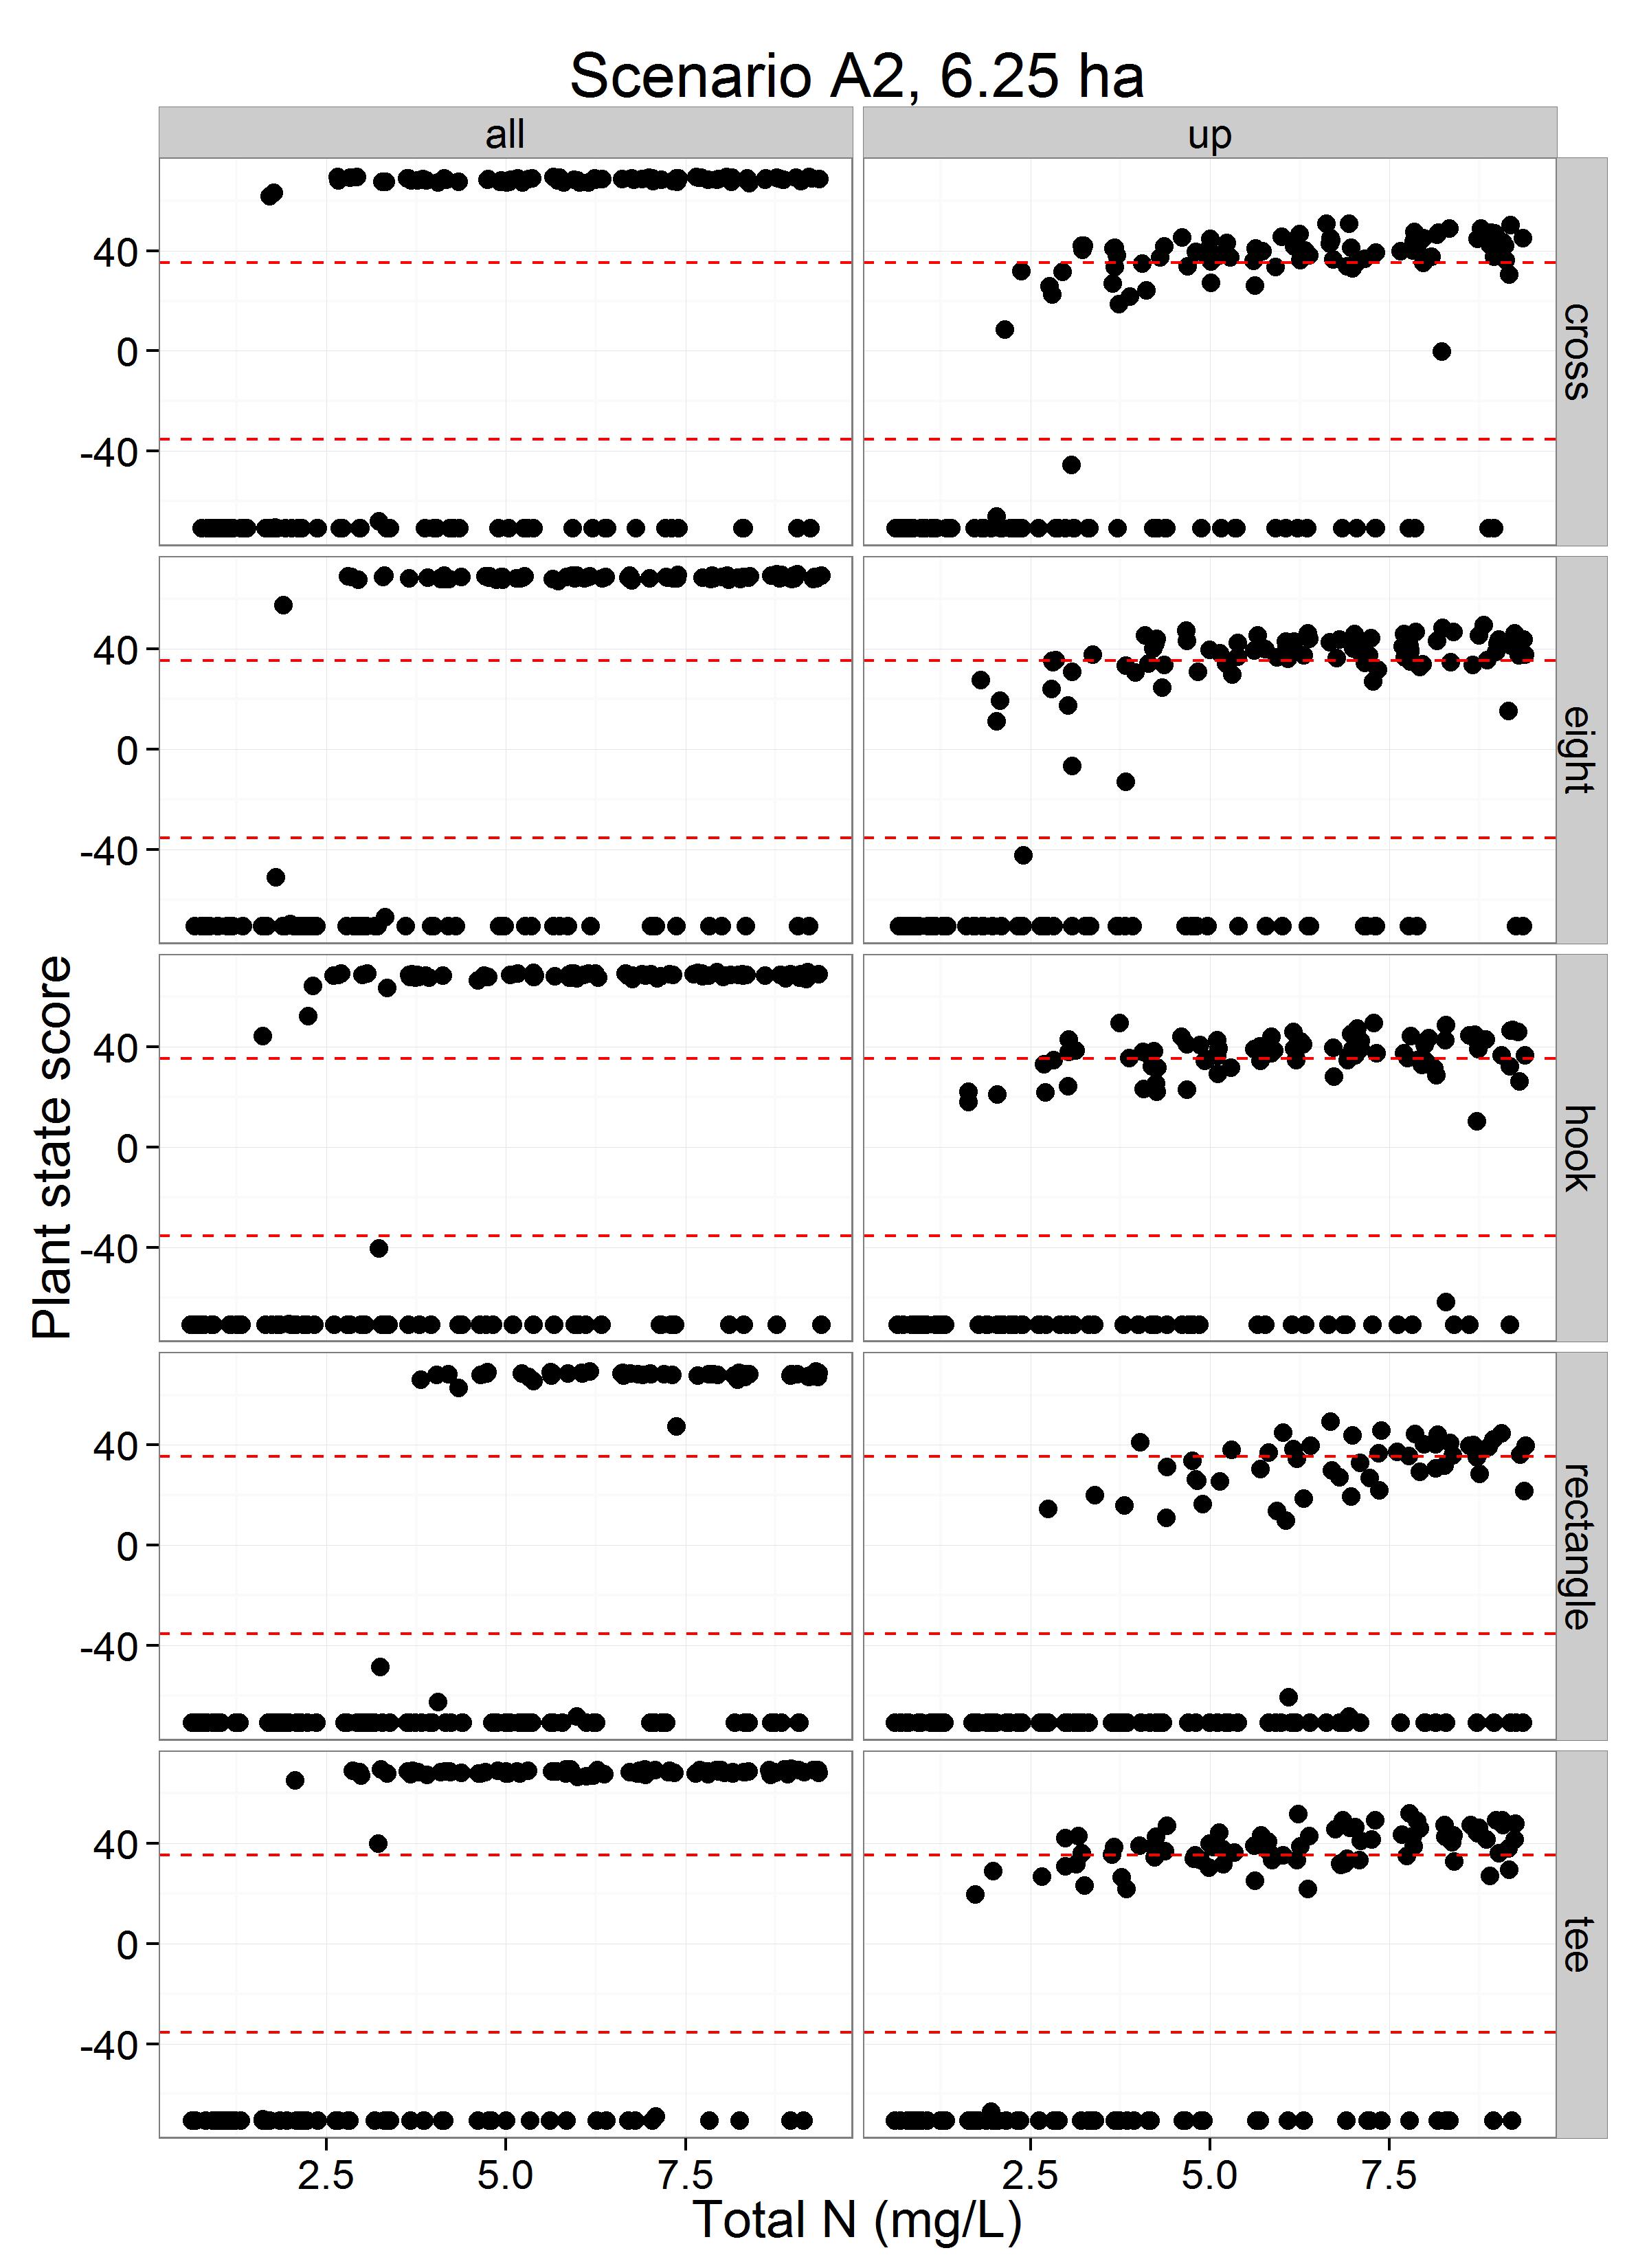 Scenario A2, 6.25 ha
all up
40
0
-40
cross
40
0
-40
eight
40
0
-40
hook
40
0
-40
rectangle
40
0
-40
tee
Plant state score
2.5 5.0 7.5 2.5 5.0 7.5
Total N (mg/L)